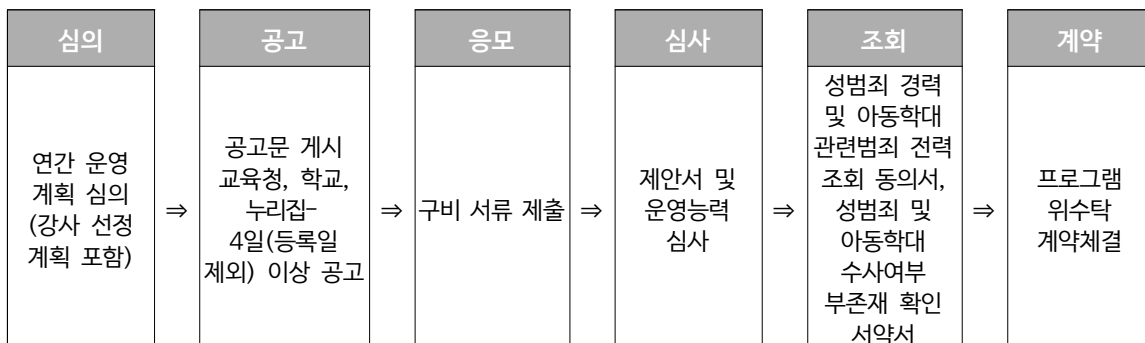 심의
연간 운영
계획 심의
(강사 선정
계획 포함)
⇒
공고
공고문 게시
교육청, 학교,
누리집-
4일(등록일
제외) 이상 공고
⇒
응모
구비 서류 제출
⇒
심사
제안서 및
운영능력
심사
⇒
조회
성범죄 경력
및 아동학대
관련범죄 전력
조회 동의서,
성범죄 및
아동학대
수사여부
부존재 확인
서약서
⇒
계약
프로그램
위수탁
계약체결